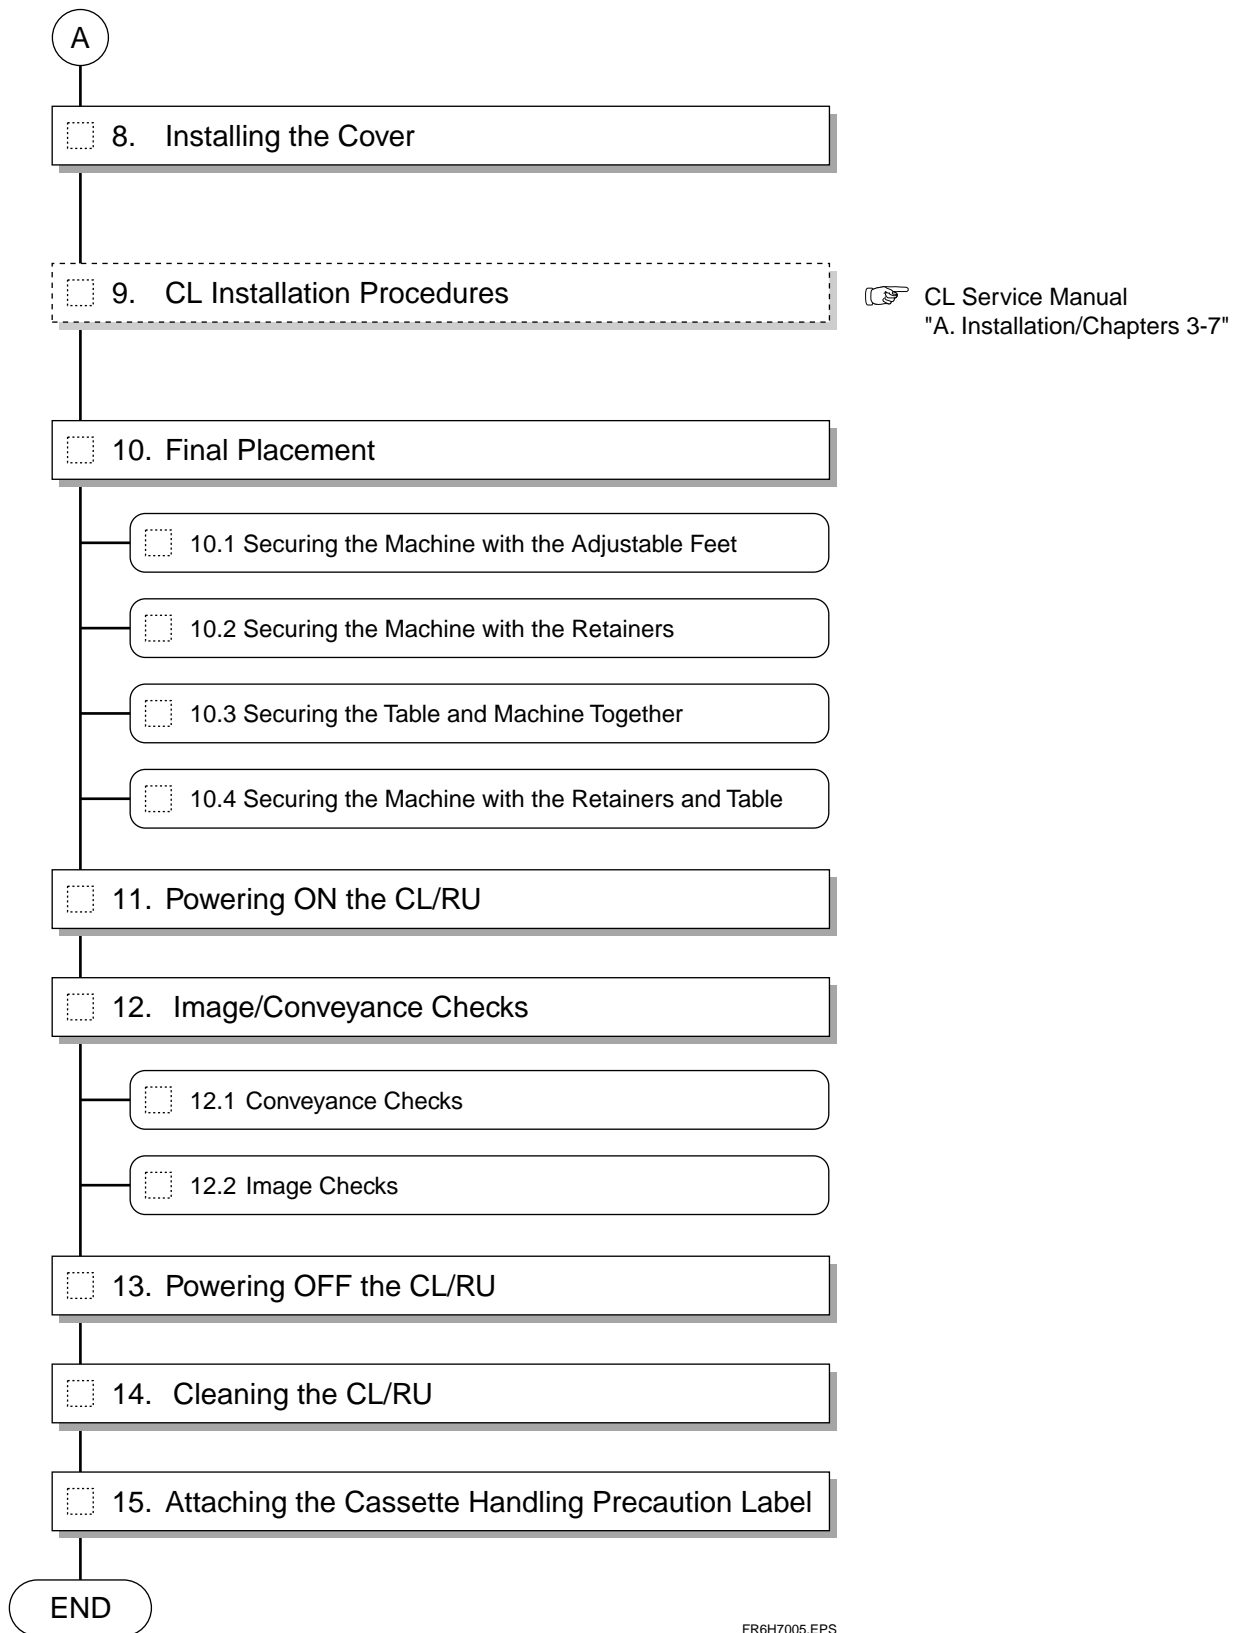 A
8. Installing the Cover
9. CL Installation Procedures
CL Service Manual
"A. Installation/Chapters 3-7"
10. Final Placement
10.1 Securing the Machine with the Adjustable Feet
10.2 Securing the Machine with the Retainers
10.3 Securing the Table and Machine Together
10.4 Securing the Machine with the Retainers and Table
11. Powering ON the CL/RU
12. Image/Conveyance Checks
12.1 Conveyance Checks
12.2 Image Checks
13. Powering OFF the CL/RU
14. Cleaning the CL/RU
15. Attaching the Cassette Handling Precaution Label
END
FR6H7005.EPS